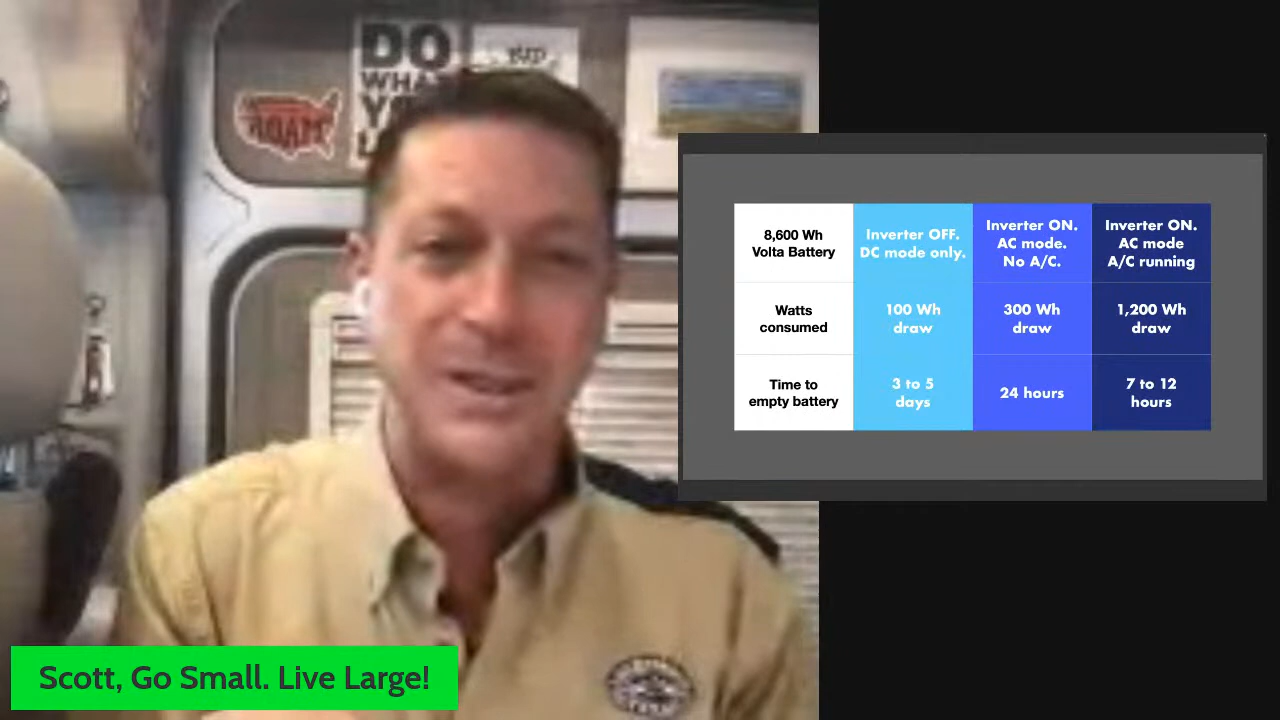 DO
WHAT
ROAM
8,600 Wh
Volta Battery
Inverter OFF.
DC mode only.
Inverter ON.
AC mode.
No A/C.
Inverter ON.
AC mode
A/C running
Watts
consumed
100 Wh
draw
300 Wh
draw
1,200 Wh
draw
Time to
empty battery
3 to 5
days
24 hours
7 to 12
hours
Scott, Go Small. Live Large!